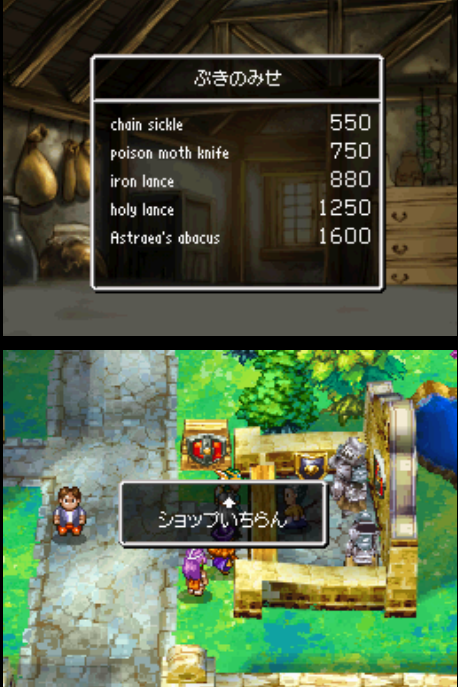 ぶきのみせ
chain sickle 550
poison moth knife 750
iron lance 880
holy lance 1250
Astraea's abacus 1600
ショップいちらん